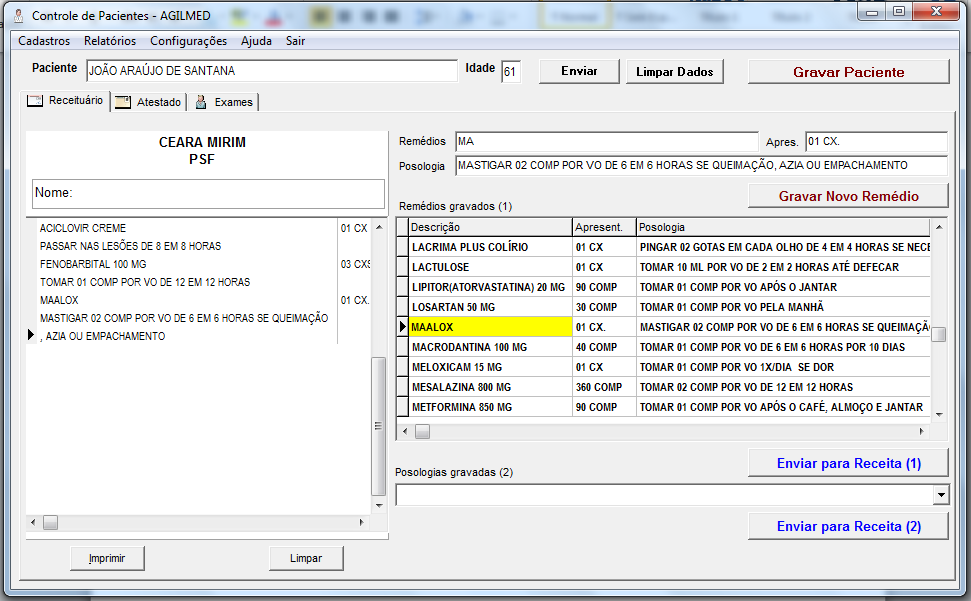 Controle de Pacientes - AGILMED
Cadastros Relatórios Configurações Ajuda Sair
Paciente JOÃO ARAÚJO DE SANTANA Idade 61 Enviar Limpar Dados Gravar Paciente
Receituário Atestado Exames
CEARA MIRIM
PSF
Nome:
ACICLOVIR CREME 01 CX
PASSAR NAS LESÕES DE 8 EM 8 HORAS
FENOBARBITAL 100 MG 03 CXS
TOMAR 01 COMP POR VO DE 12 EM 12 HORAS
MAALOX 01 CX.
MASTIGAR 02 COMP POR VO DE 6 EM 6 HORAS SE QUEIMAÇÃO
, AZIA OU EMPACHAMENTO
Imprimir Limpar
Remédios MA Apres. 01 CX.
Posologia MASTIGAR 02 COMP POR VO DE 6 EM 6 HORAS SE QUEIMAÇÃO, AZIA OU EMPACHAMENTO
Gravar Novo Remédio
Remédios gravados (1)
Descrição Apresent. Posologia
LACRIMA PLUS COLÍRIO 01 CX PINGAR 02 GOTAS EM CADA OLHO DE 4 EM 4 HORAS SE NECE
LACTULOSE 01 CX TOMAR 10 ML POR VO DE 2 EM 2 HORAS ATÉ DEFECAR
LIPITOR(ATORVASTATINA) 20 MG 90 COMP TOMAR 01 COMP POR VO APÓS O JANTAR
LOSARTAN 50 MG 30 COMP TOMAR 01 COMP POR VO PELA MANHÃ
MAALOX 01 CX. MASTIGAR 02 COMP POR VO DE 6 EM 6 HORAS SE QUEIMAÇÃ
MACRODANTINA 100 MG 40 COMP TOMAR 01 COMP POR VO DE 6 EM 6 HORAS POR 10 DIAS
MELOXICAM 15 MG 01 CX TOMAR 01 COMP POR VO 1X/DIA SE DOR
MESALAZINA 800 MG 360 COMP TOMAR 02 COMP POR VO DE 12 EM 12 HORAS
METFORMINA 850 MG 90 COMP TOMAR 01 COMP POR VO APÓS O CAFÉ, ALMOÇO E JANTAR
Enviar para Receita (1)
Posologias gravadas (2)
Enviar para Receita (2)